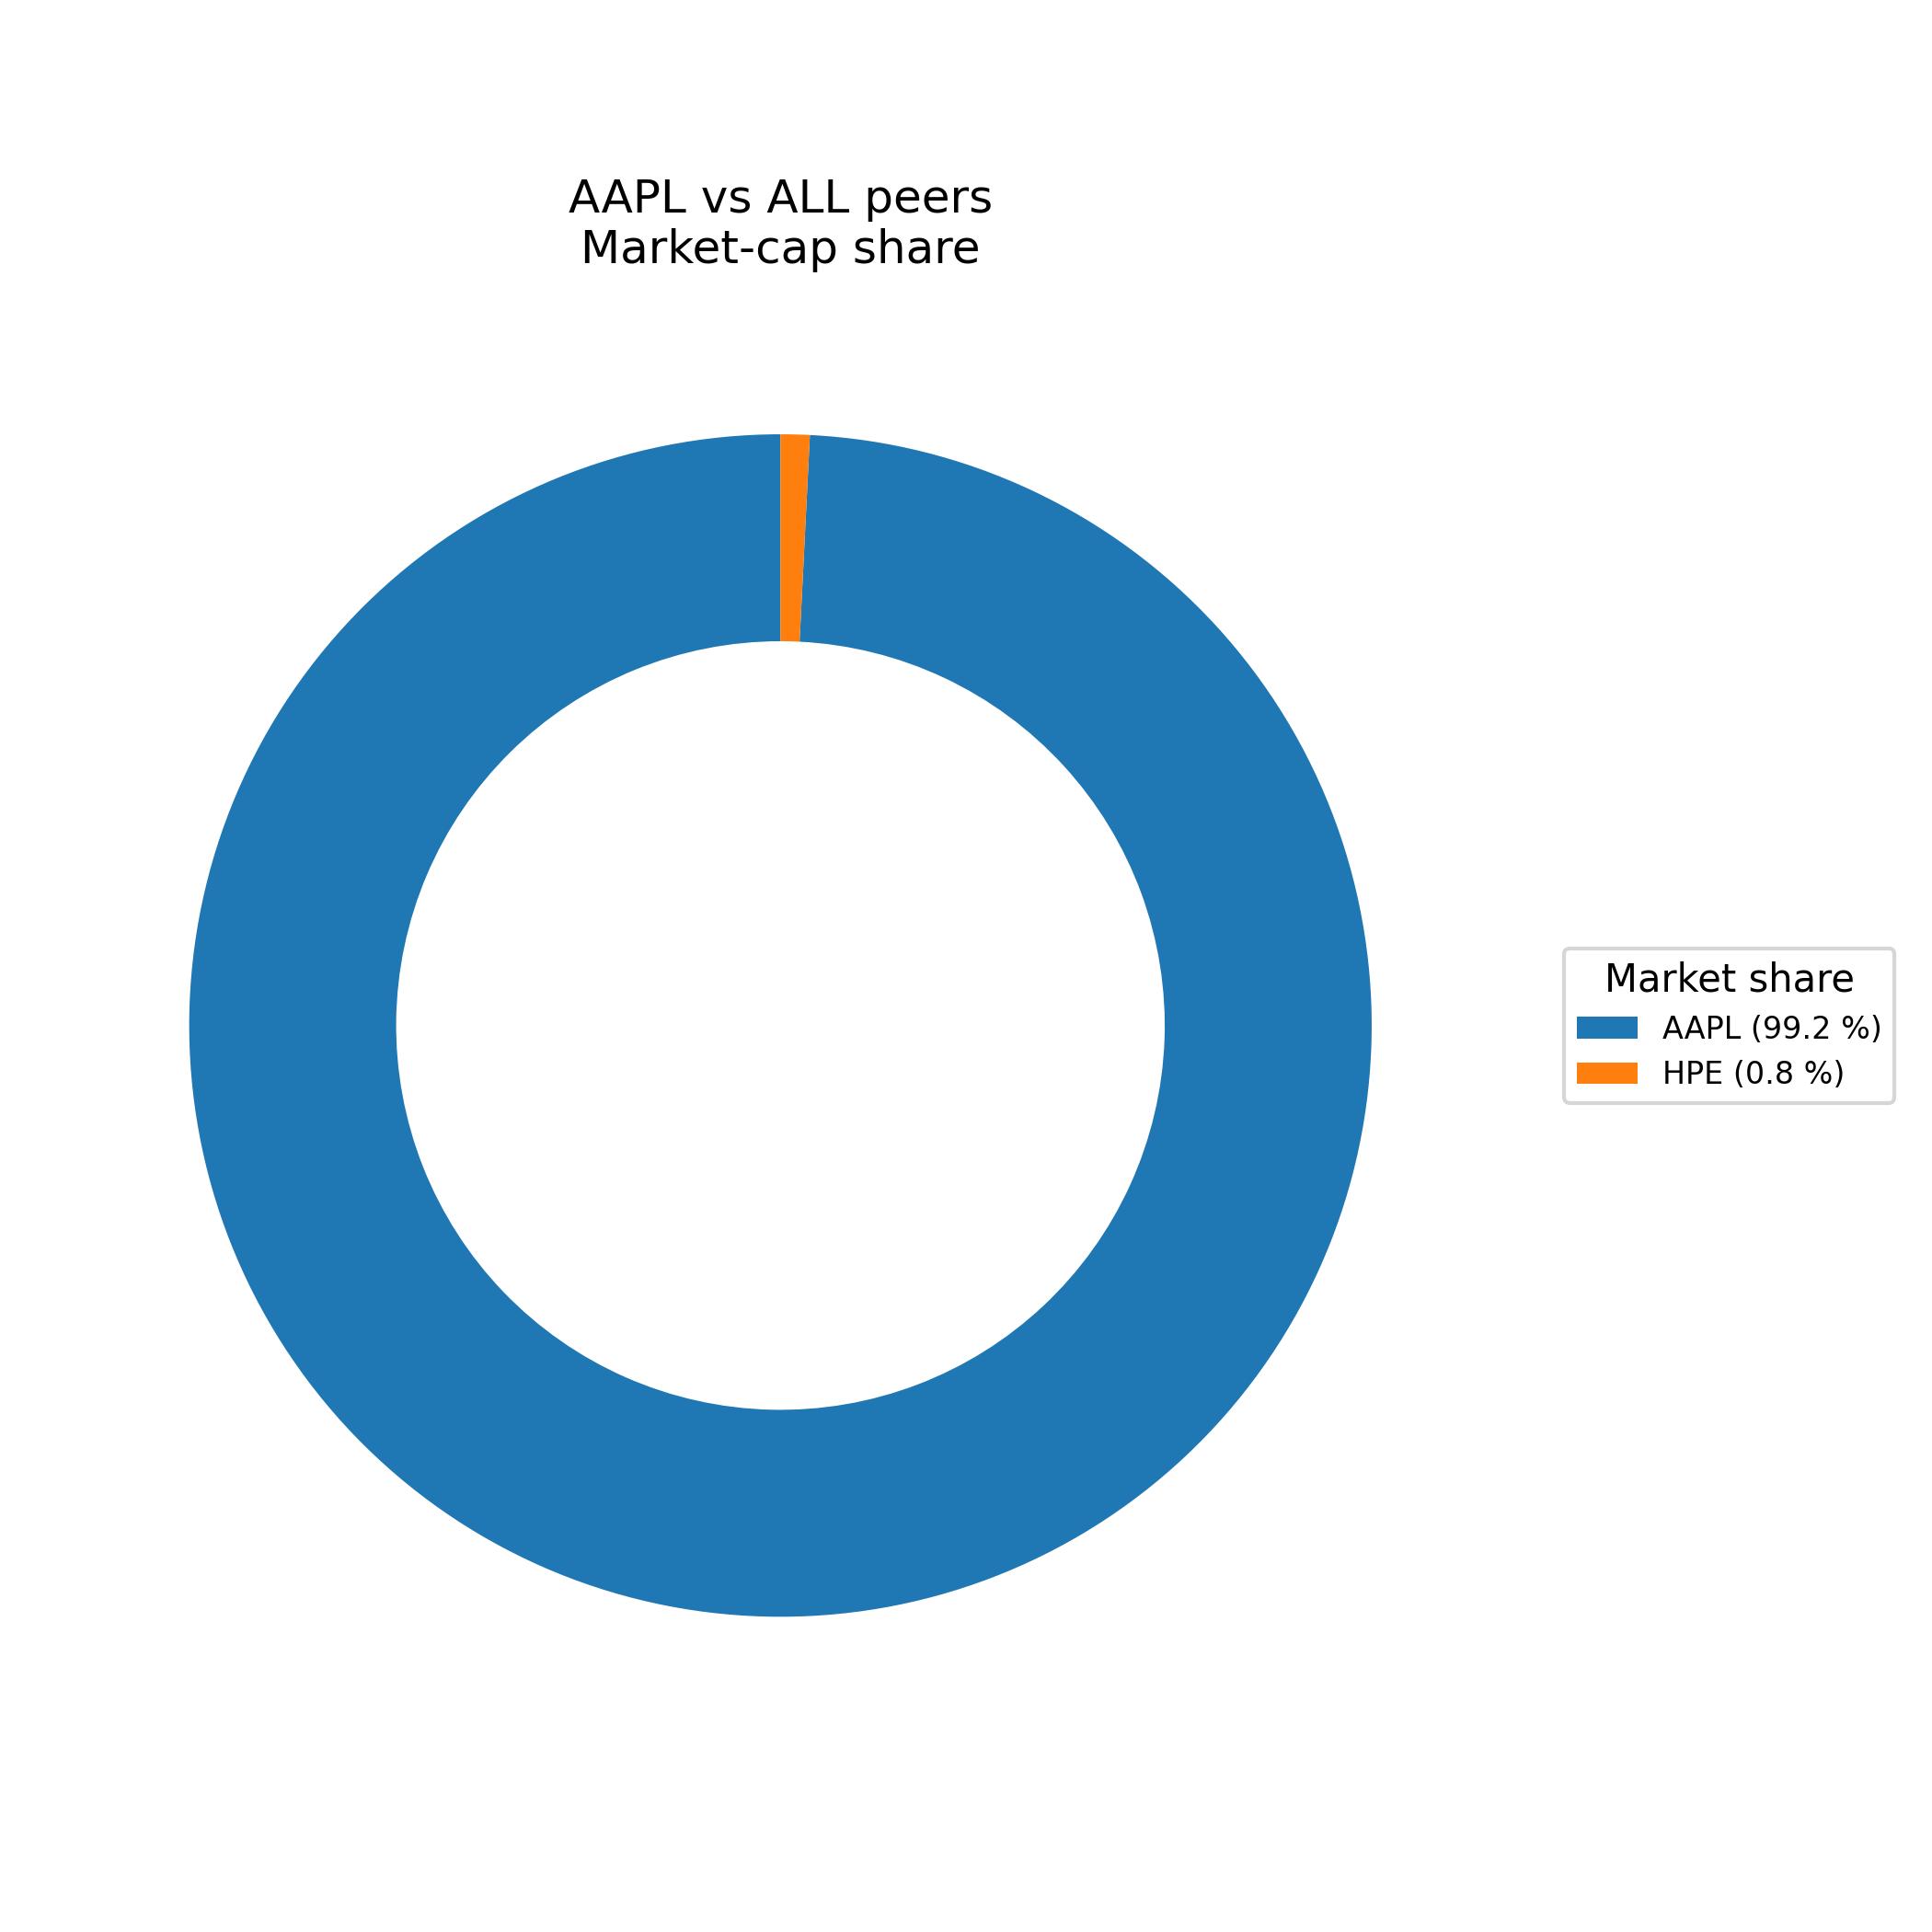 AAPL vs ALL peers
Market-cap share
Market share
AAPL (99.2 %)
HPE (0.8 %)